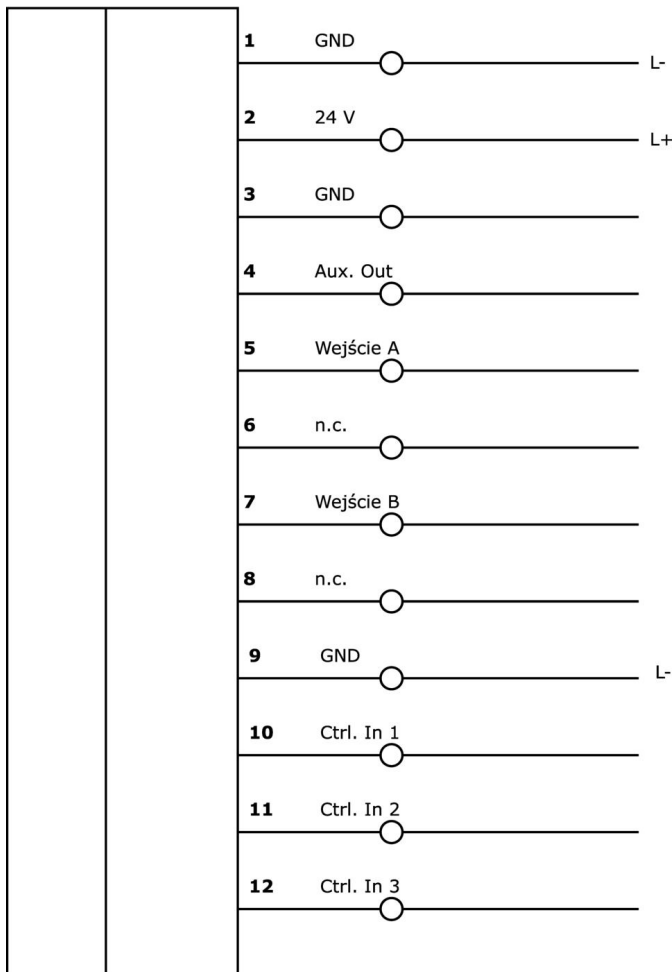 1 GND L-
2 24 V L+
3 GND
4 Aux. Out
5 Wejście A
6 n.c.
7 Wejście B
8 n.c.
9 GND L-
10 Ctrl. In 1
11 Ctrl. In 2
12 Ctrl. In 3